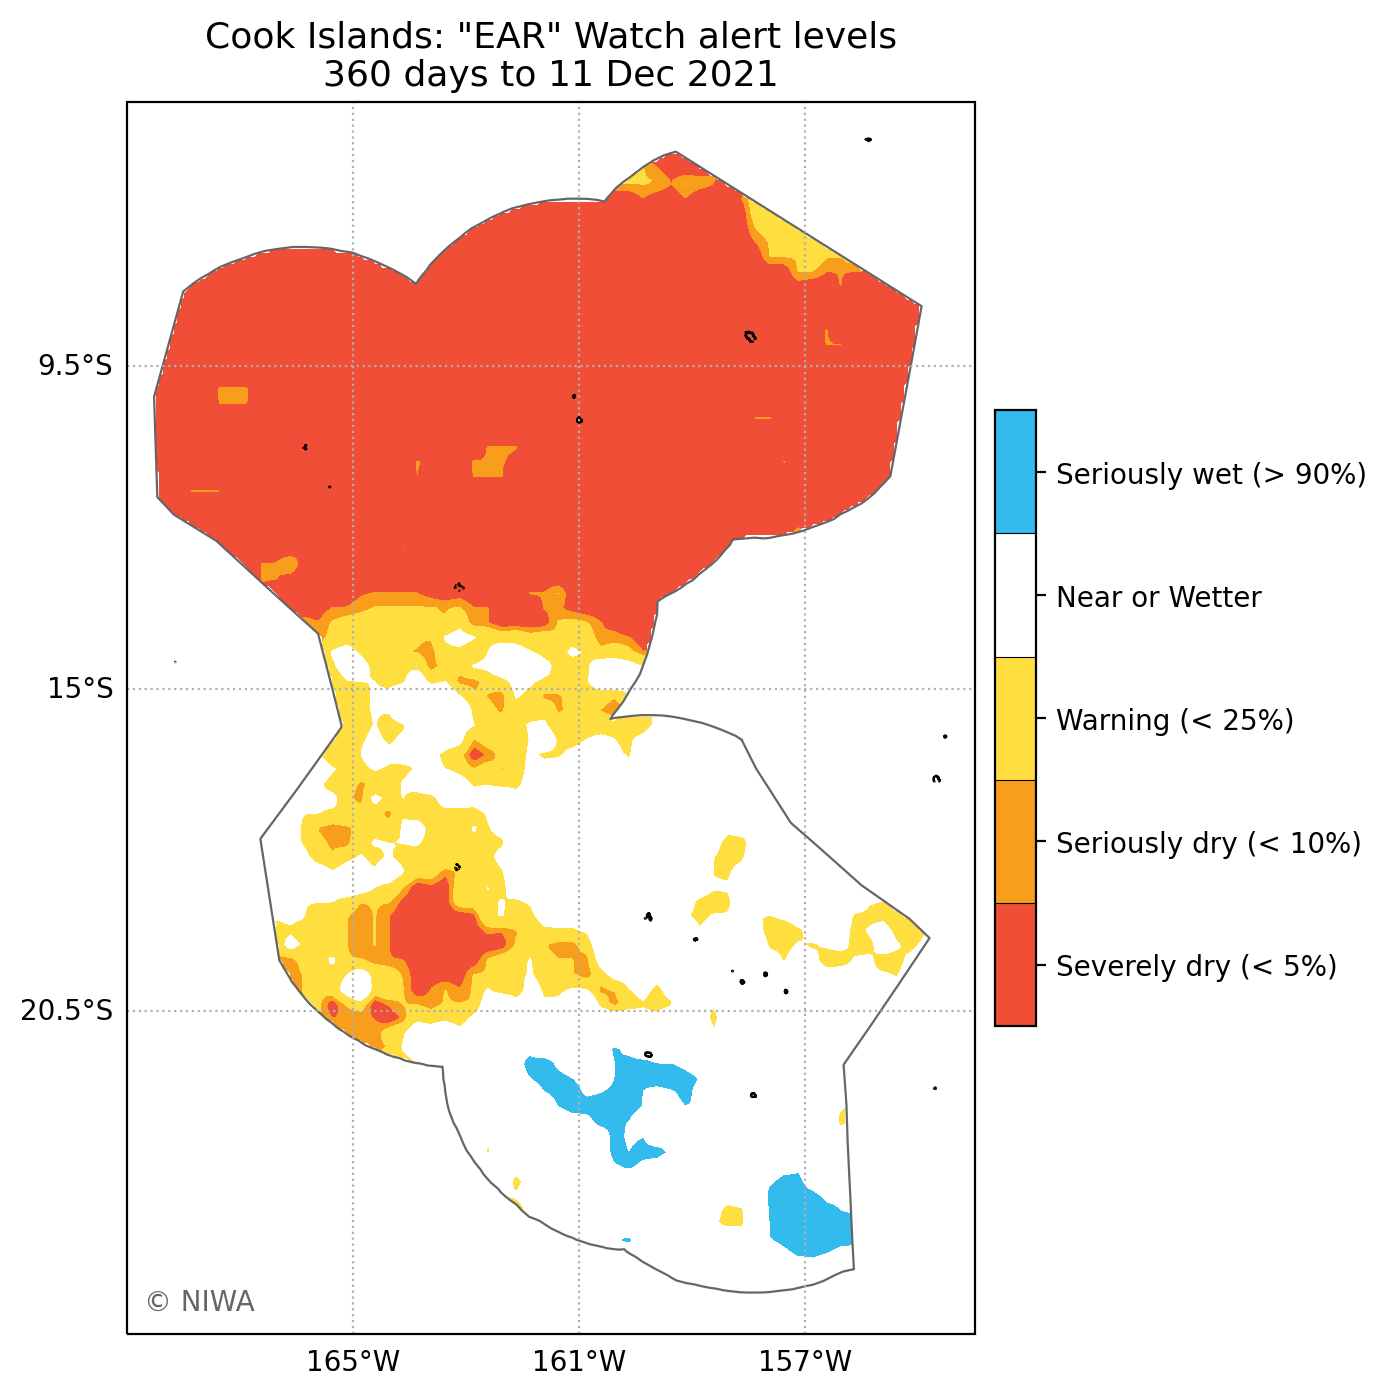 Cook Islands: "EAR" Watch alert levels
360 days to 11 Dec 2021
9.5°S
15°S
20.5°S
165°W
161°W
157°W
Seriously wet (> 90%)
Near or Wetter
Warning (< 25%)
Seriously dry (< 10%)
Severely dry (< 5%)
© NIWA